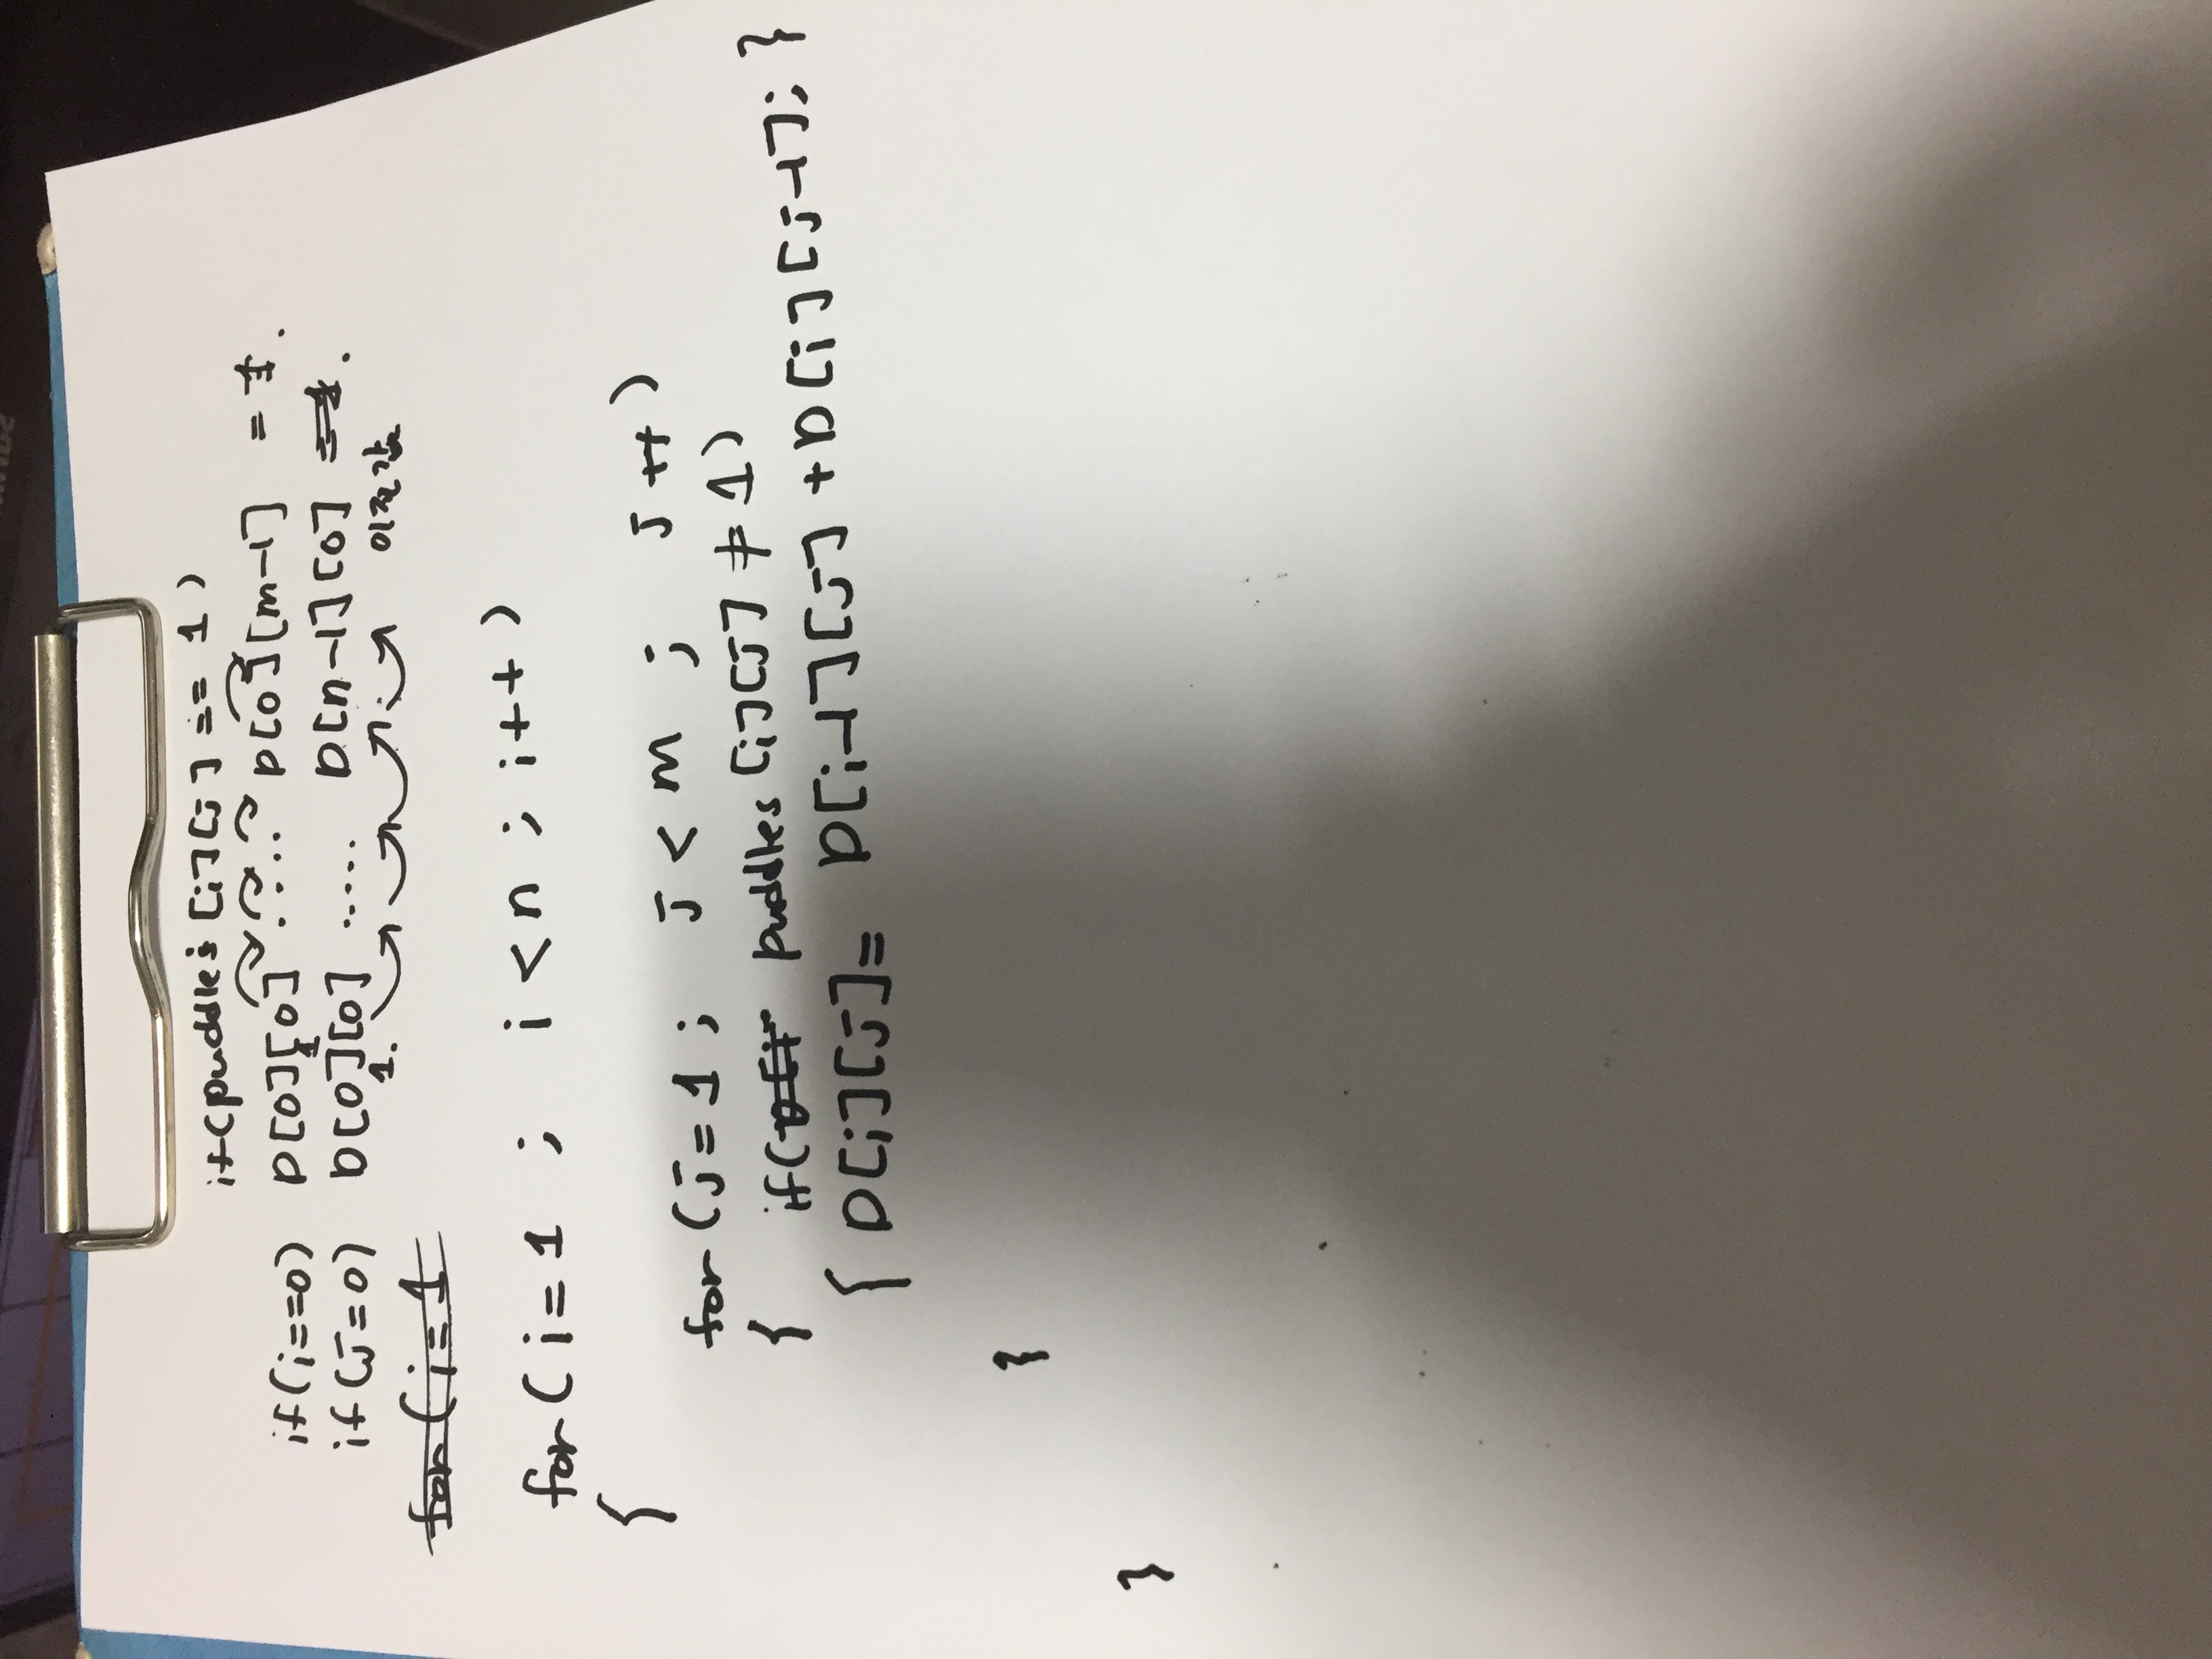 if(puddles[i][j] == 1)
if(i==0) D[0][0] ..... D[0][m-1] = 1.
1
if(j=0) D[0][0] ..... D[n-1][0] = 1.
1. 이전값
for(i=1
for(i=1 ; i<n ; i++)
{
for(j=1; j<m ; j++)
{ if( puddles[i][j] ≠ 1)
{ D[i][j]= D[i-1][j] +D[i][j-1]; }
}
}